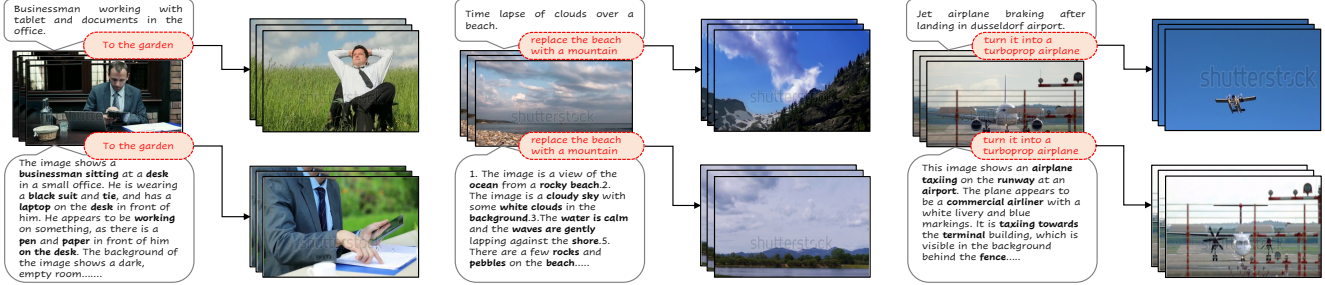 Businessman working with
tablet and documents in the
office.
To the garden
To the garden
The image shows a
businessman sitting at a desk
in a small office. He is wearing
a black suit and tie, and has a
laptop on the desk in front of
him. He appears to be working
on something, as there is a
pen and paper in front of him
on the desk. The background of
the image shows a dark,
empty room.......
Time lapse of clouds over a
beach.
replace the beach
with a mountain
shutterstock
shutterstock
replace the beach
with a mountain
1. The image is a view of the
ocean from a rocky beach.2.
The image is a cloudy sky with
some white clouds in the
background.3.The water is calm
and the waves are gently
lapping against the shore.5.
There are a few rocks and
pebbles on the beach.....
shutterstock
Jet airplane braking after
landing in dusseldorf airport.
turn it into a
turboprop airplane
shutterstock
shutterstock
turn it into a
turboprop airplane
This image shows an airplane
taxiing on the runway at an
airport. The plane appears to
be a commercial airliner with a
white livery and blue
markings. It is taxiing towards
the terminal building, which is
visible in the background
behind the fence.....
shutterstock